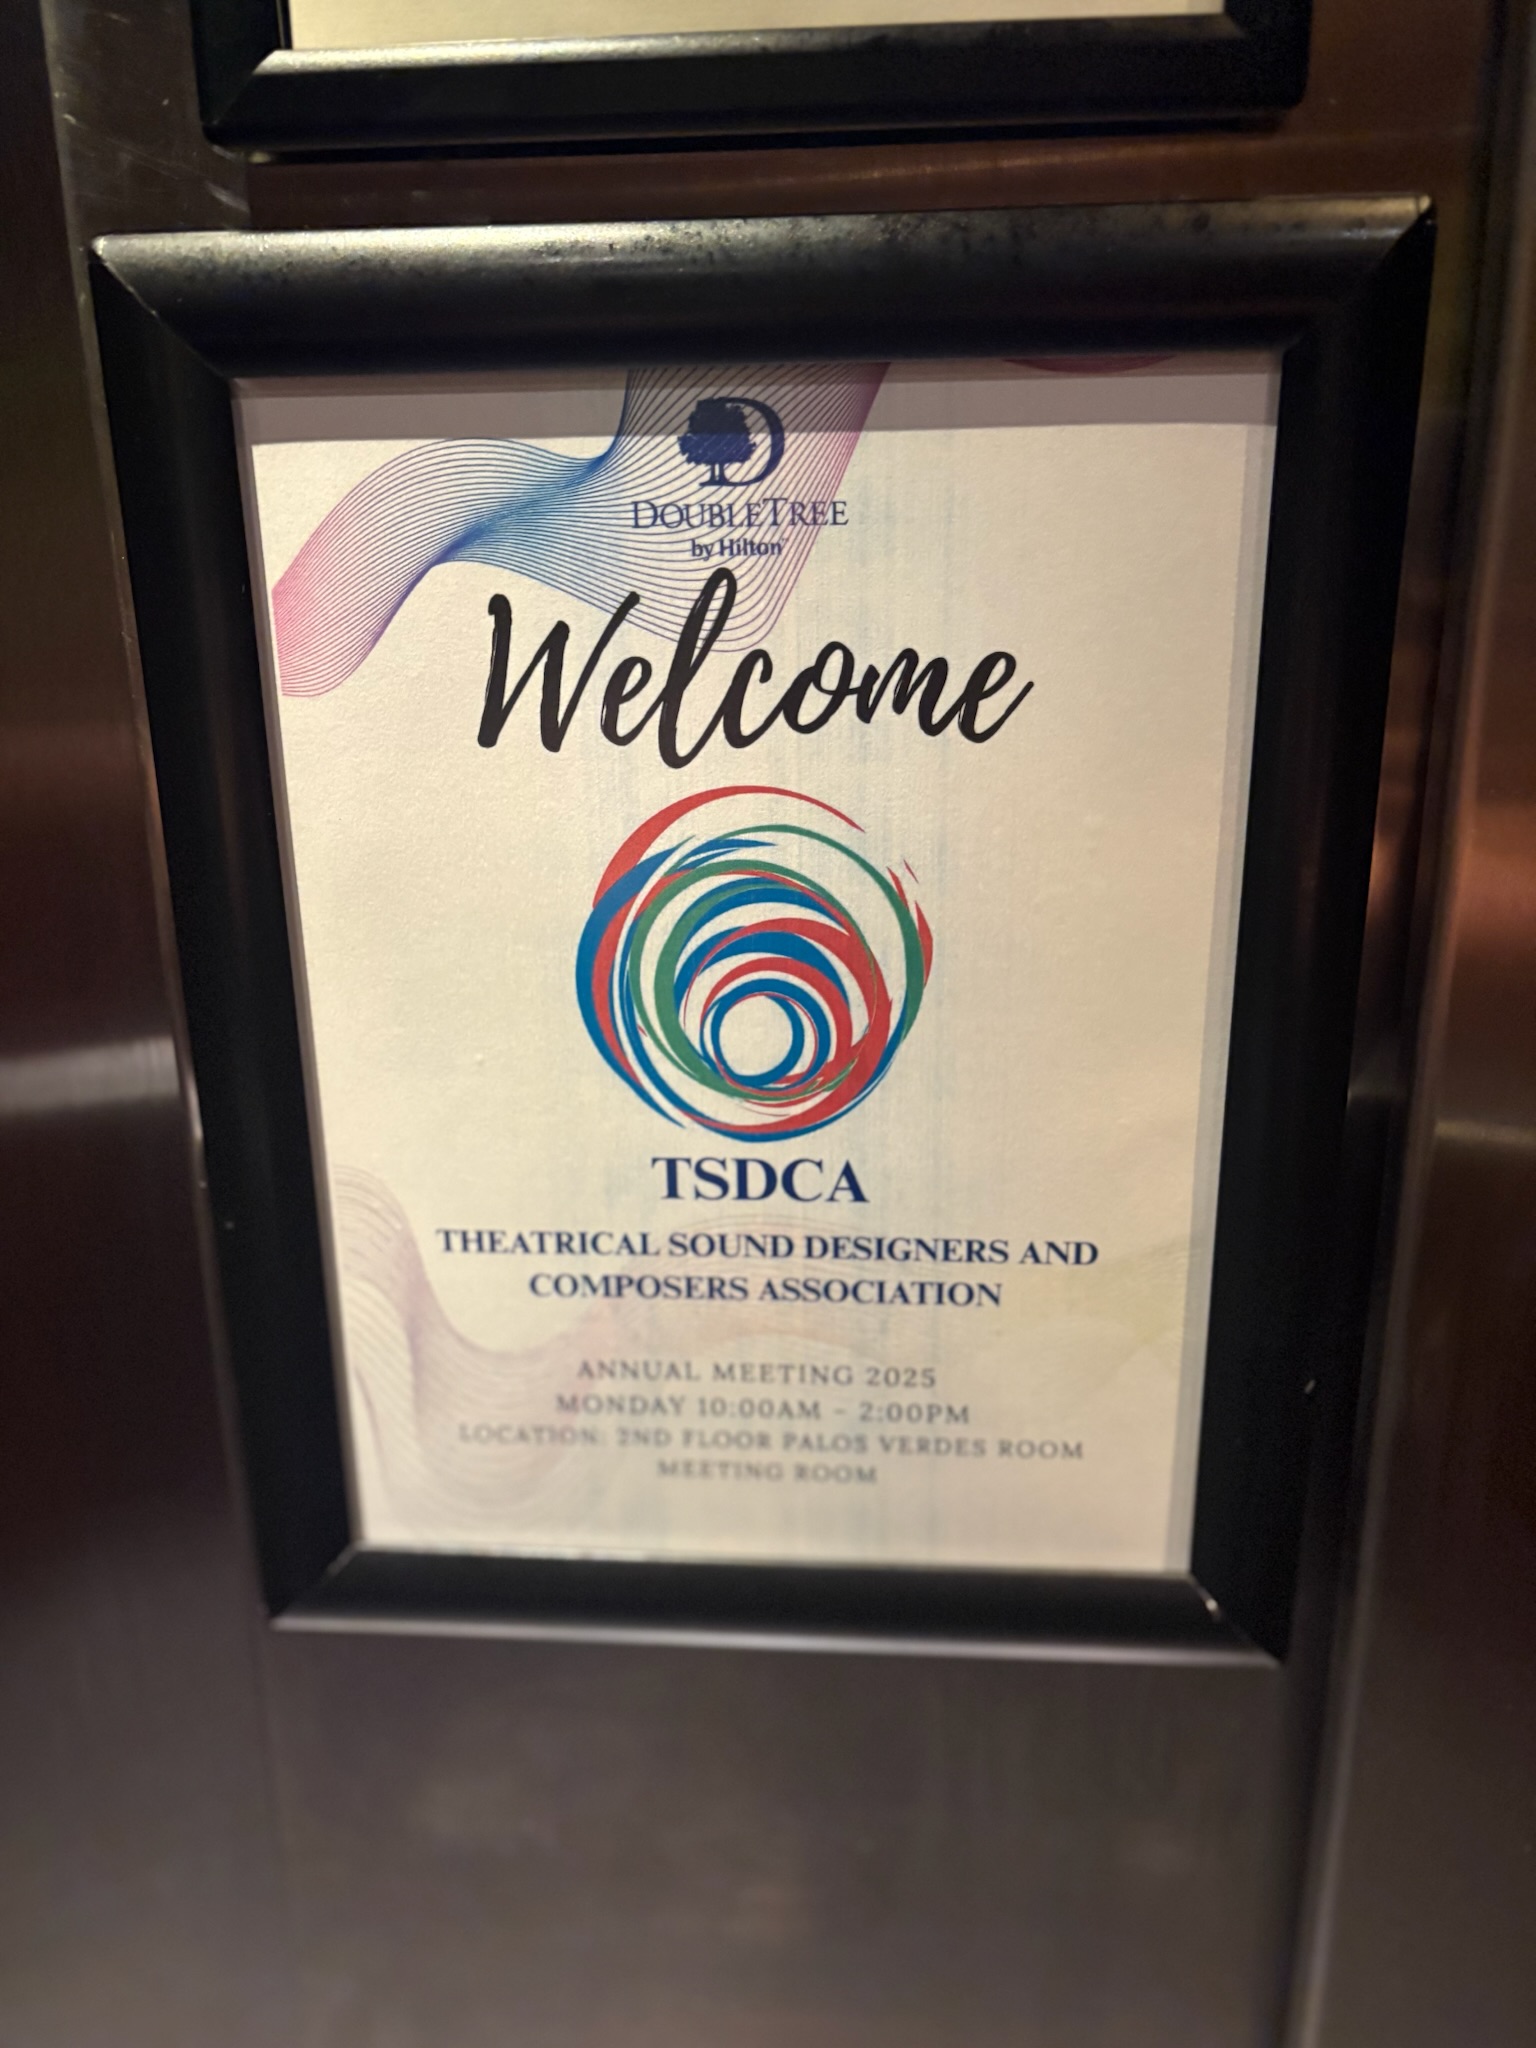 DOUBLETREE
by Hilton™
Welcome
TSDCA
THEATRICAL SOUND DESIGNERS AND
COMPOSERS ASSOCIATION
ANNUAL MEETING 2025
MONDAY 10:00AM - 2:00PM
LOCATION: 2ND FLOOR PALOS VERDES ROOM
MEETING ROOM